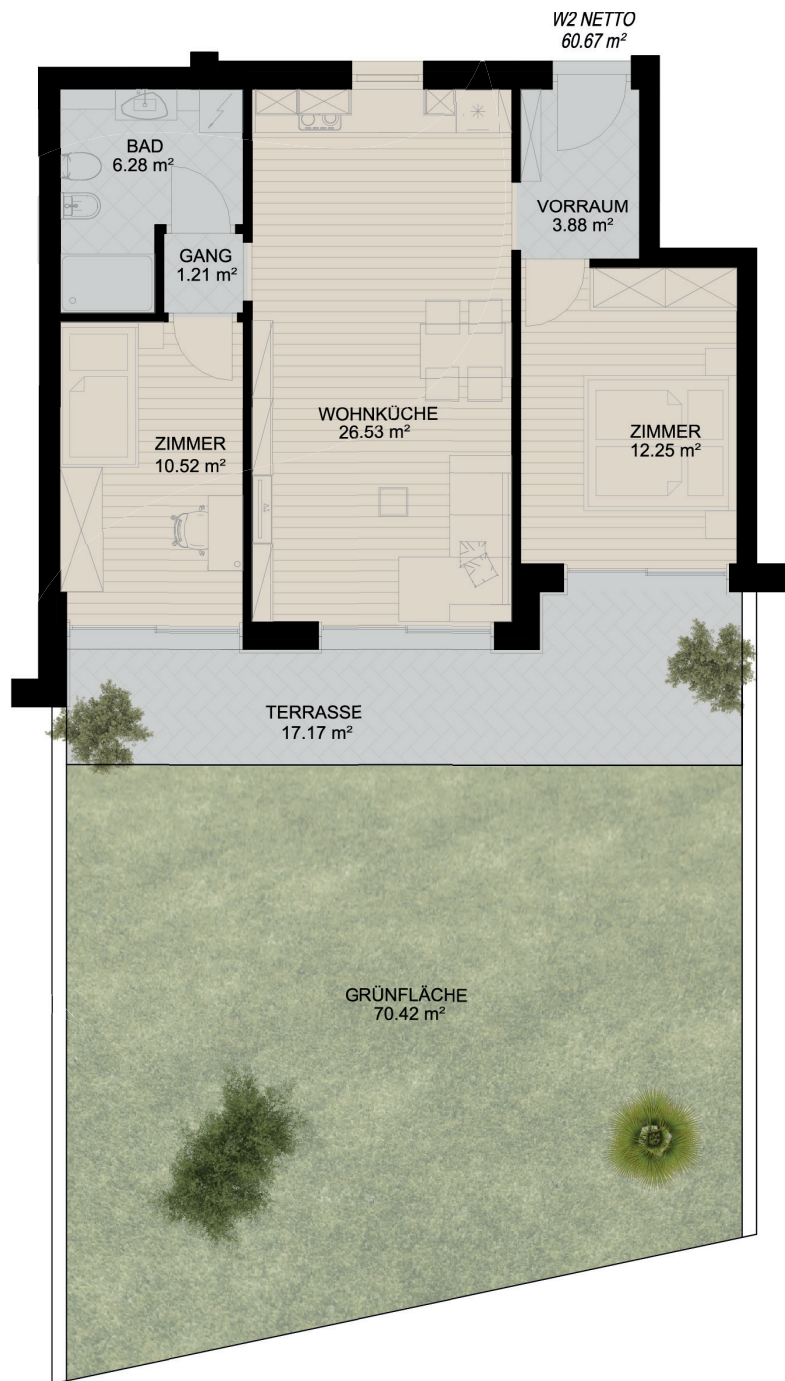 W2 NETTO
60.67 m²
BAD
6.28 m²
VORRAUM
3.88 m²
GANG
1.21 m²
WOHNKÜCHE
26.53 m²
ZIMMER
10.52 m²
ZIMMER
12.25 m²
TV
TERRASSE
17.17 m²
GRÜNFLÄCHE
70.42 m²